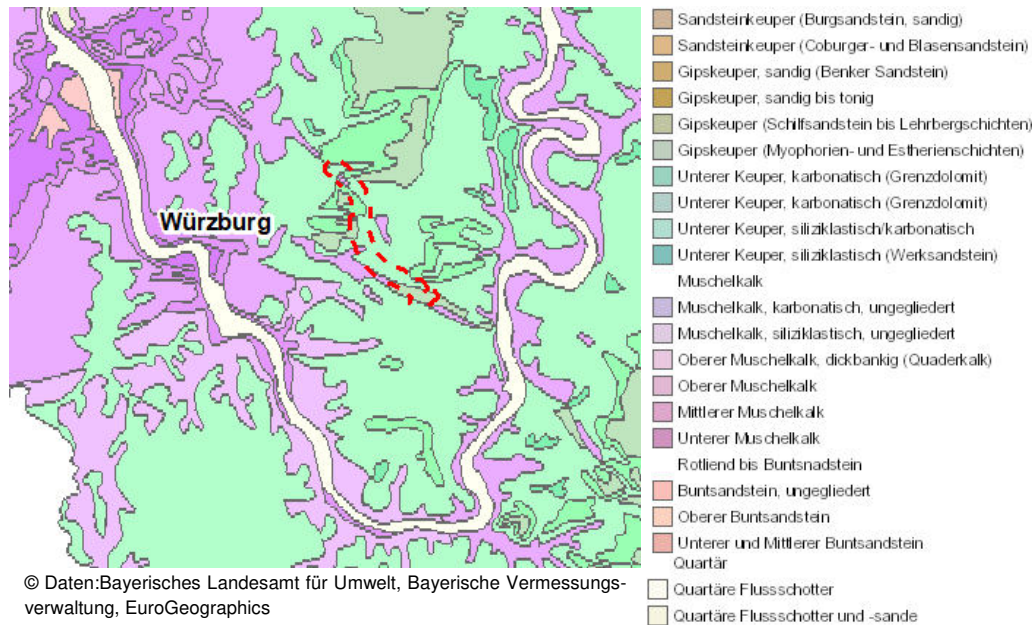 Würzburg
© Daten:Bayerisches Landesamt für Umwelt, Bayerische Vermessungs-
verwaltung, EuroGeographics
Sandsteinkeuper (Burgsandstein, sandig)
Sandsteinkeuper (Coburger- und Blasensandstein)
Gipskeuper, sandig (Benker Sandstein)
Gipskeuper, sandig bis tonig
Gipskeuper (Schilfsandstein bis Lehrbergschichten)
Gipskeuper (Myophorien- und Estherienschichten)
Unterer Keuper, karbonatisch (Grenzdolomit)
Unterer Keuper, karbonatisch (Grenzdolomit)
Unterer Keuper, siliziklastisch/karbonatisch
Unterer Keuper, siliziklastisch (Werksandstein)
Muschelkalk
Muschelkalk, karbonatisch, ungegliedert
Muschelkalk, siliziklastisch, ungegliedert
Oberer Muschelkalk, dickbankig (Quaderkalk)
Oberer Muschelkalk
Mittlerer Muschelkalk
Unterer Muschelkalk
Rotliend bis Buntsnadstein
Buntsandstein, ungegliedert
Oberer Buntsandstein
Unterer und Mittlerer Buntsandstein
Quartär
Quartäre Flussschotter
Quartäre Flussschotter und -sande